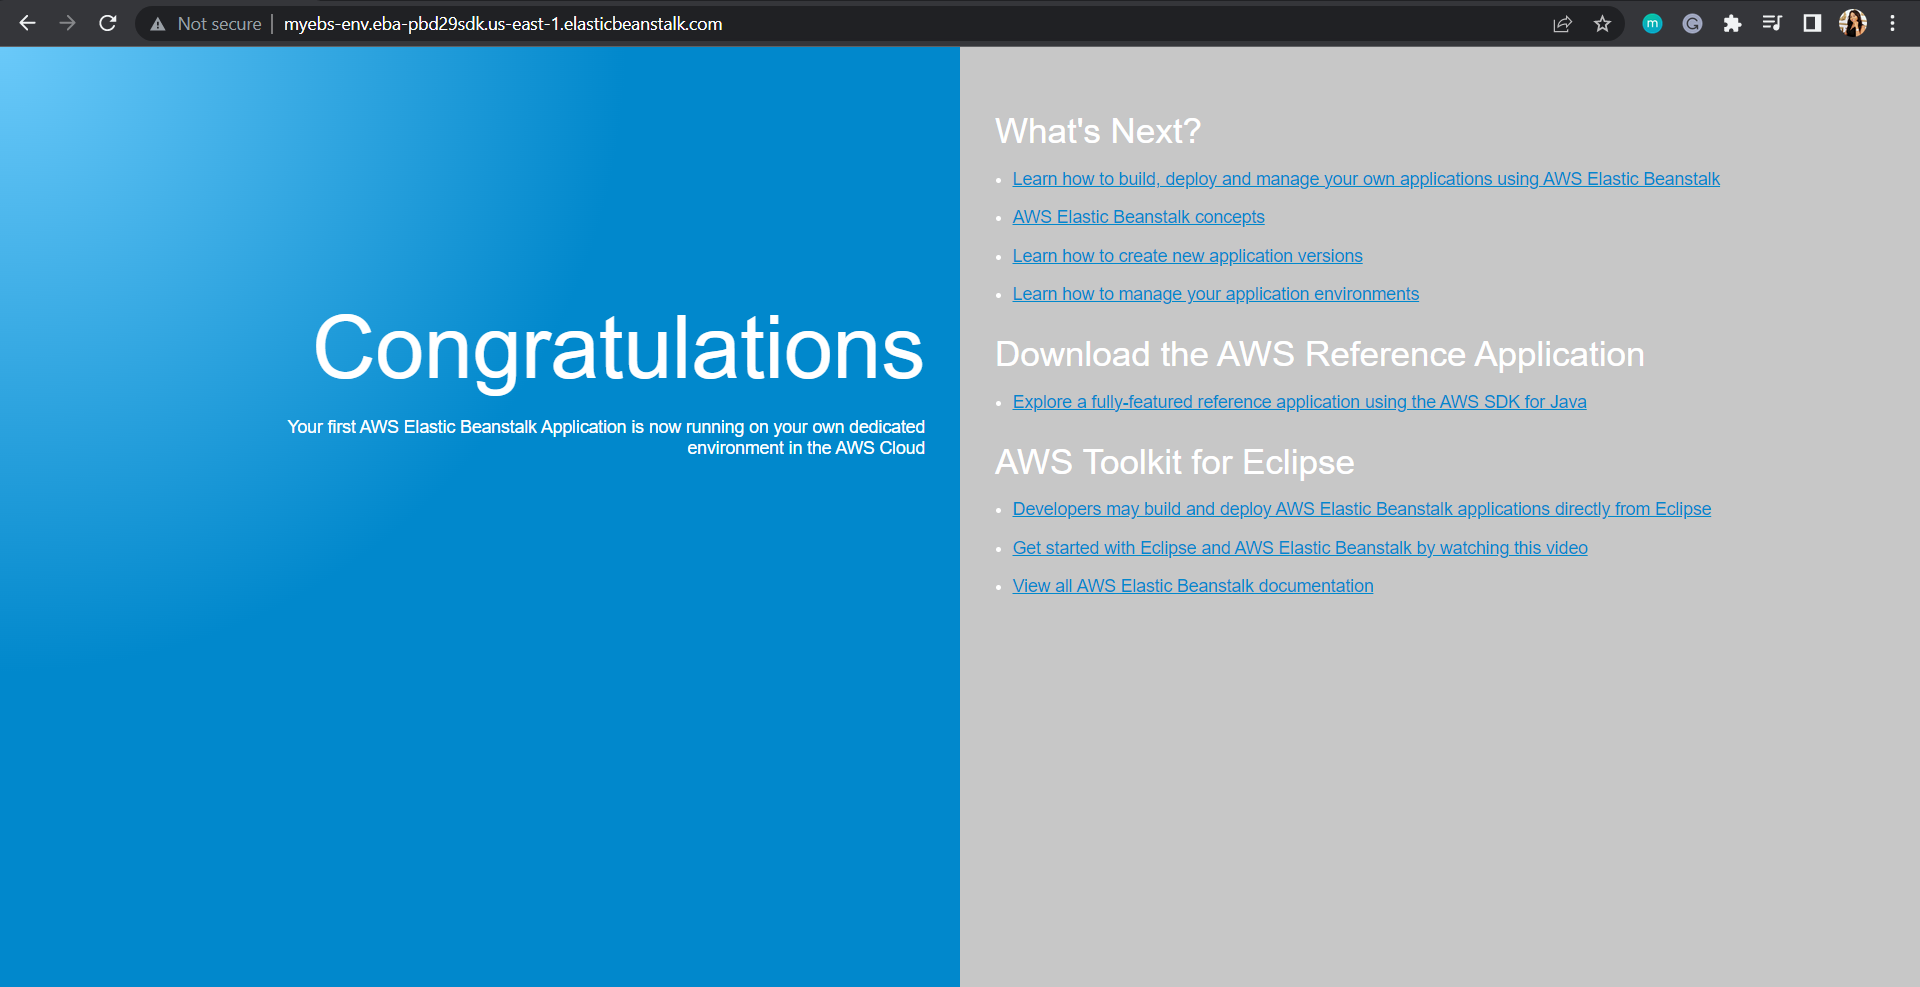 Not secure | myebs-env.eba-pbd29sdk.us-east-1.elasticbeanstalk.com
m
G
Congratulations
Your first AWS Elastic Beanstalk Application is now running on your own dedicated
environment in the AWS Cloud
What's Next?
Learn how to build, deploy and manage your own applications using AWS Elastic Beanstalk
AWS Elastic Beanstalk concepts
Learn how to create new application versions
Learn how to manage your application environments
Download the AWS Reference Application
Explore a fully-featured reference application using the AWS SDK for Java
AWS Toolkit for Eclipse
Developers may build and deploy AWS Elastic Beanstalk applications directly from Eclipse
Get started with Eclipse and AWS Elastic Beanstalk by watching this video
View all AWS Elastic Beanstalk documentation